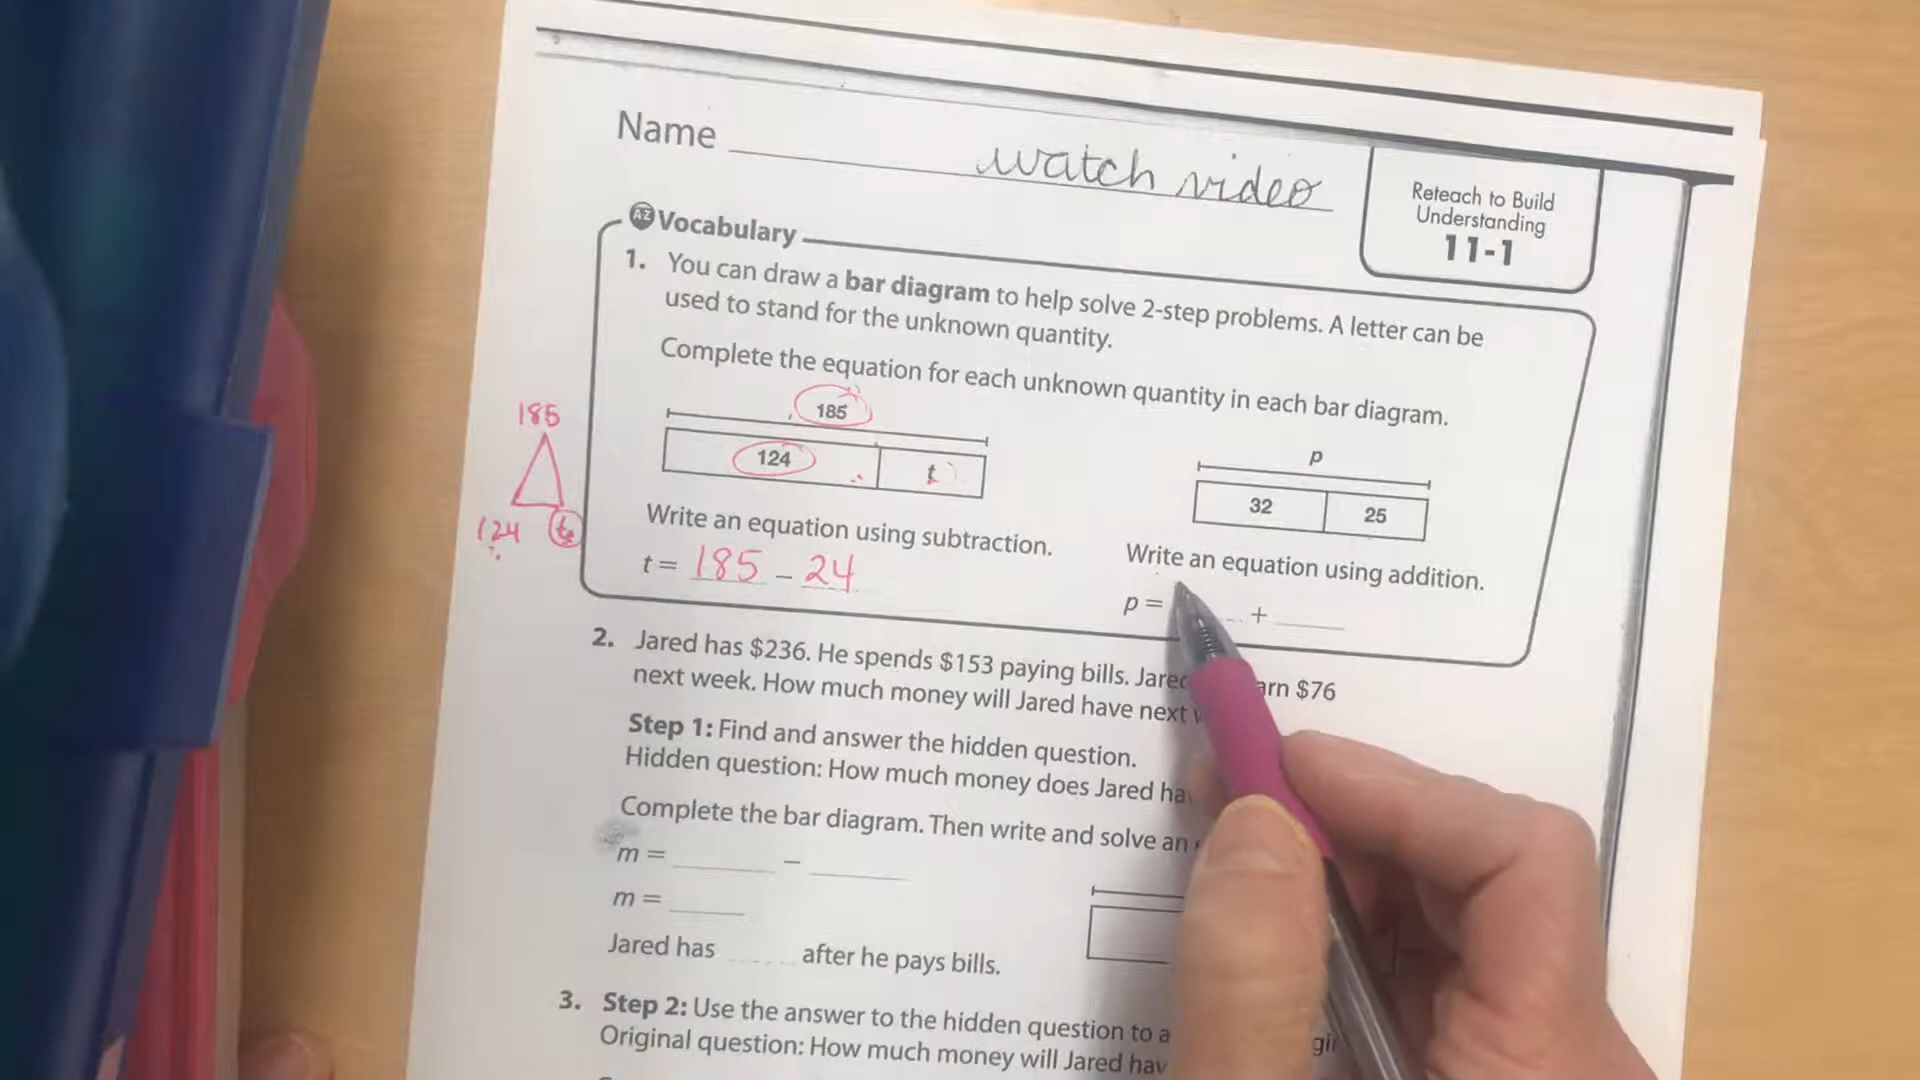 Name watch video
Reteach to Build
Understanding
11-1
A-Z Vocabulary
1. You can draw a bar diagram to help solve 2-step problems. A letter can be
used to stand for the unknown quantity.
Complete the equation for each unknown quantity in each bar diagram.
185
124 t
185
124 t
p
32 25
Write an equation using subtraction.
t = 185 - 24
Write an equation using addition.
p = +
2. Jared has $236. He spends $153 paying bills. $76
next week. How much money will Jared have next
Step 1: Find and answer the hidden question.
Hidden question: How much money does Jared
Complete the bar diagram. Then write and solve an
m = –
m =
Jared has after he pays bills.
3. Step 2: Use the answer to the hidden question to
Original question: How much money will Jared